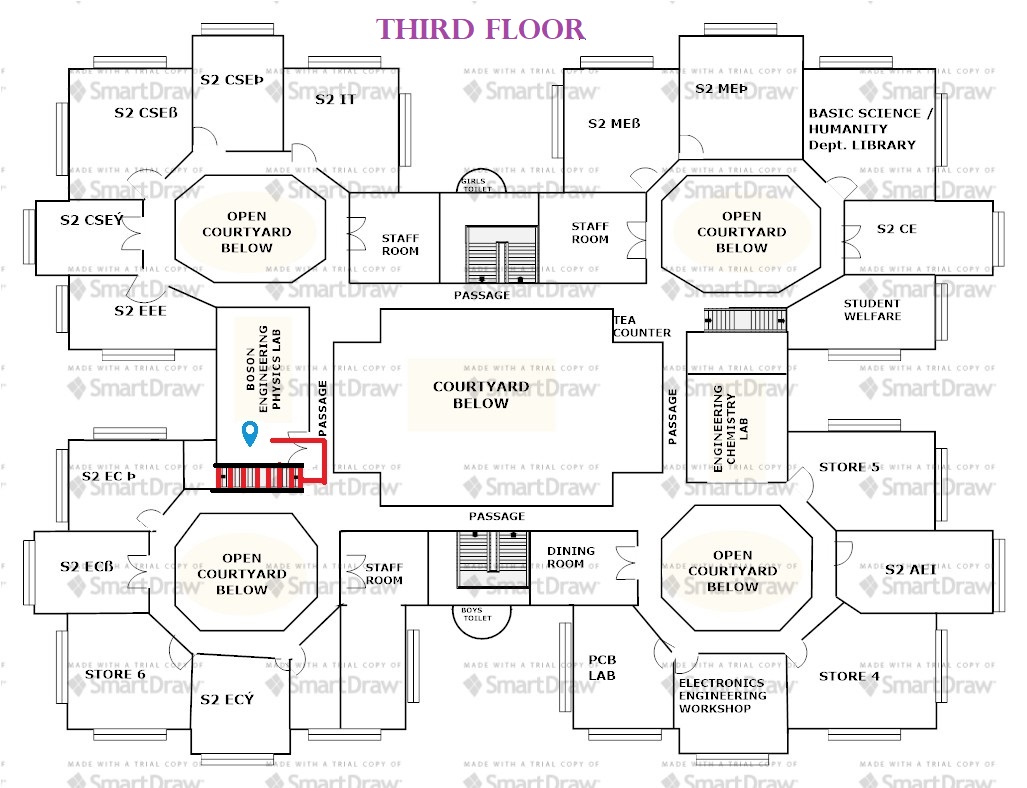 THIRD FLOOR
S2 CSEÞ
S2 CSEß
S2 IT
S2 CSEÝ
OPEN
COURTYARD
BELOW
S2 EEE
STAFF
ROOM
GIRLS
TOILET
PASSAGE
S2 MEß
S2 MEÞ
BASIC SCIENCE /
HUMANITY
Dept. LIBRARY
STAFF
ROOM
OPEN
COURTYARD
BELOW
S2 CE
STUDENT
WELFARE
TEA
COUNTER
BOSON
ENGINEERING
PHYSICS LAB
PASSAGE
COURTYARD
BELOW
PASSAGE
ENGINEERING
CHEMISTRY
LAB
S2 EC Þ
S2 ECß
OPEN
COURTYARD
BELOW
STORE 6
S2 ECÝ
STAFF
ROOM
PASSAGE
BOYS
TOILET
DINING
ROOM
OPEN
COURTYARD
BELOW
STORE 5
S2 AEI
STORE 4
PCB
LAB
ELECTRONICS
ENGINEERING
WORKSHOP
MADE WITH A TRIAL COPY OF
SmartDraw